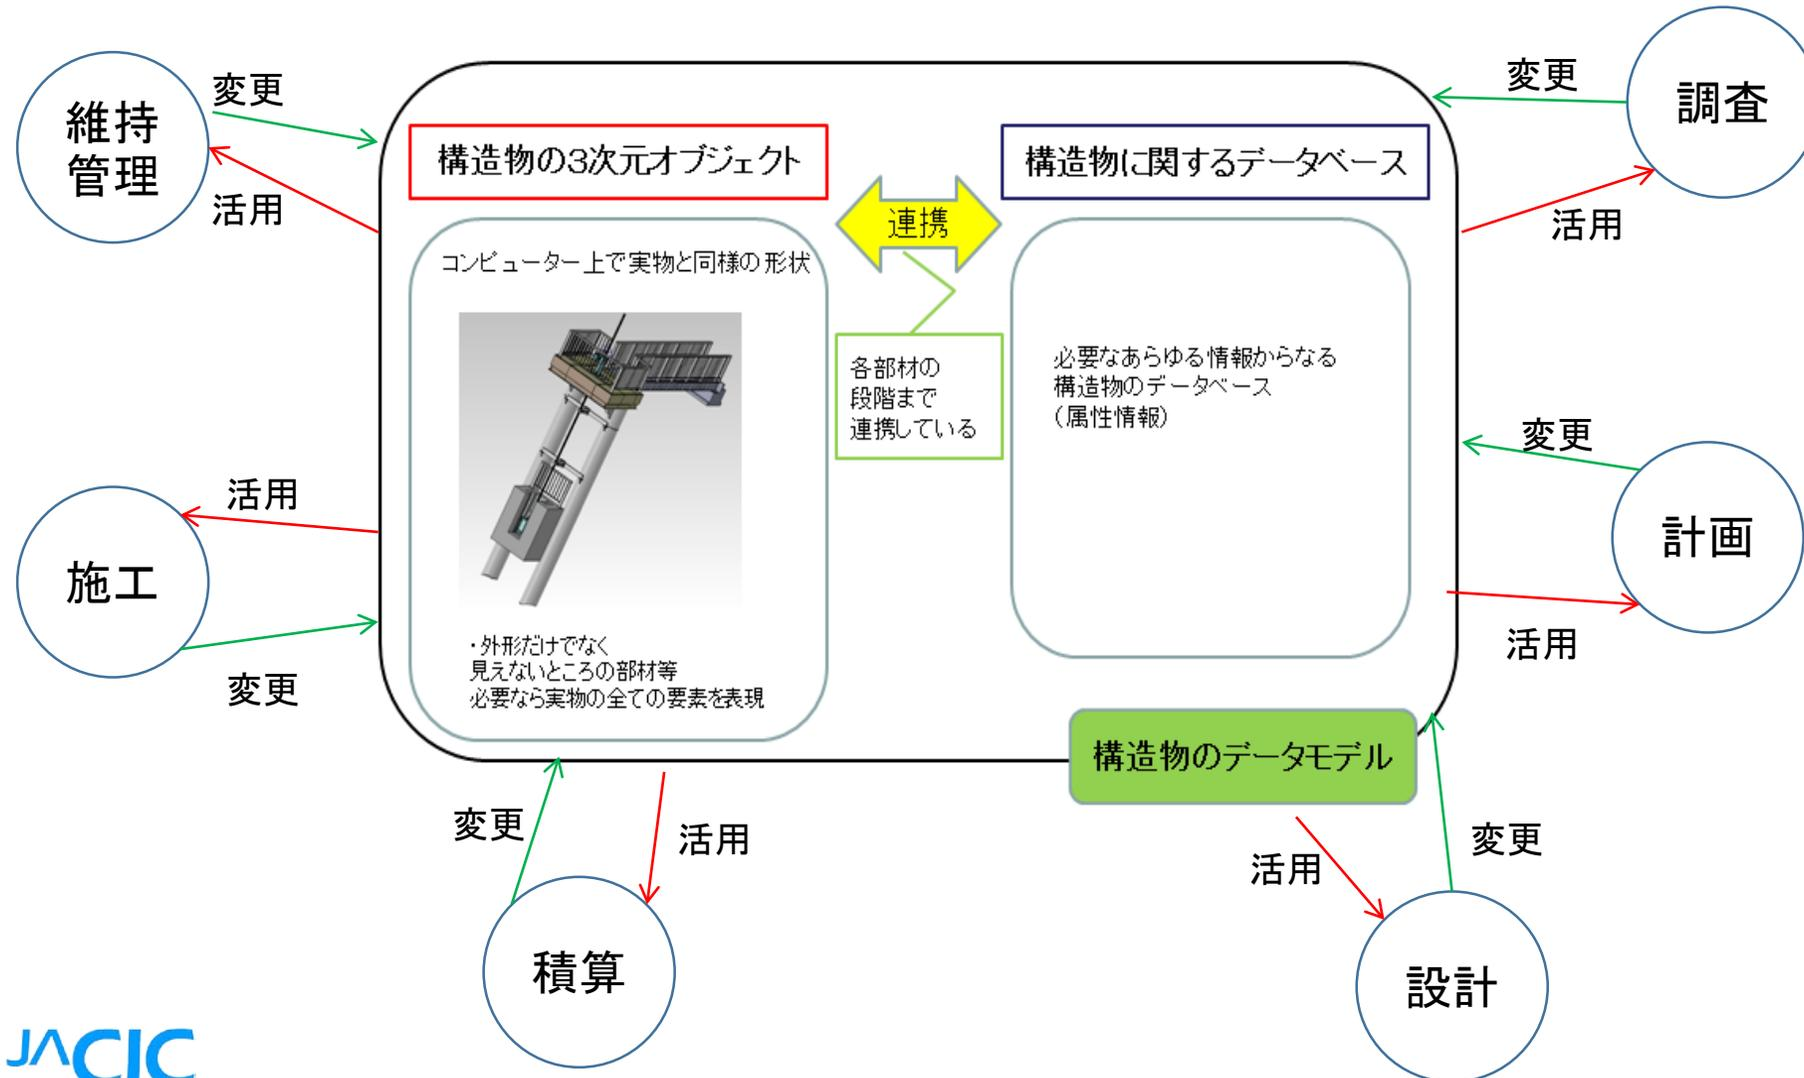 維持
管理
変更
活用
変更
調査
活用
構造物の3次元オブジェクト
構造物に関するデータベース
連携
コンピューター上で実物と同様の形状
各部材の
段階まで
連携している
必要なあらゆる情報からなる
構造物のデータベース
（属性情報）
・外形だけでなく
見えないところの部材等
必要なら実物の全ての要素を表現
活用
施工
変更
変更
計画
活用
構造物のデータモデル
変更
活用
積算
活用
変更
設計
JACIC